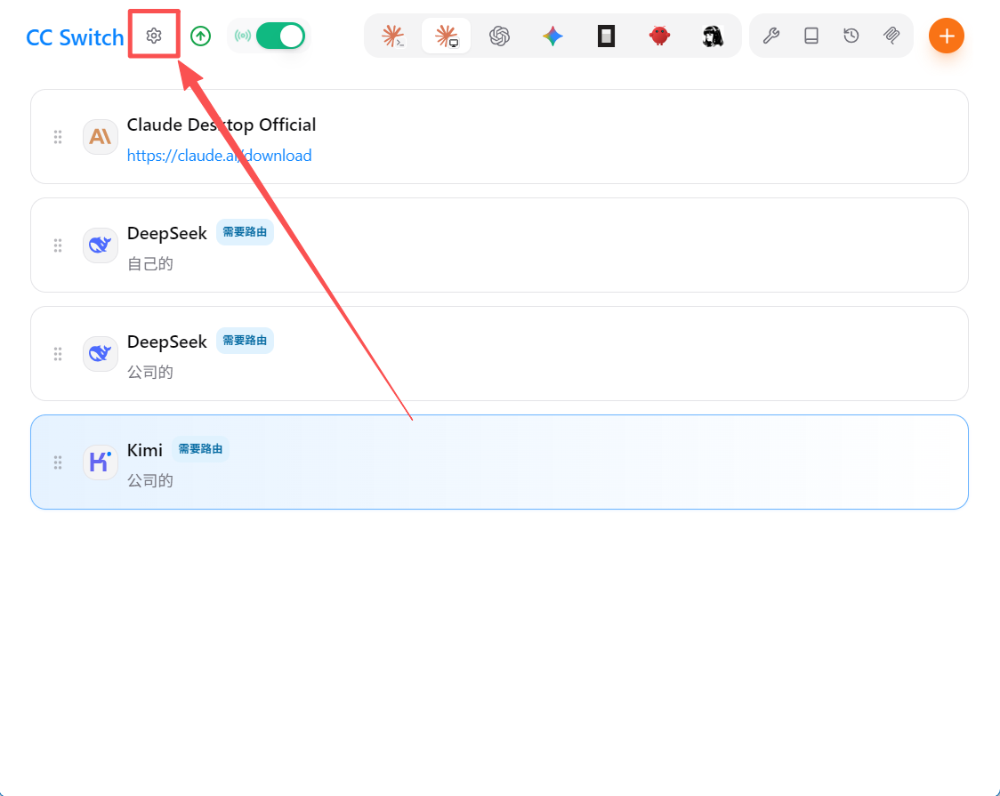 CC Switch
Claude Desktop Official
https://claude.ai/download
DeepSeek 需要路由
自己的
DeepSeek 需要路由
公司的
Kimi 需要路由
公司的